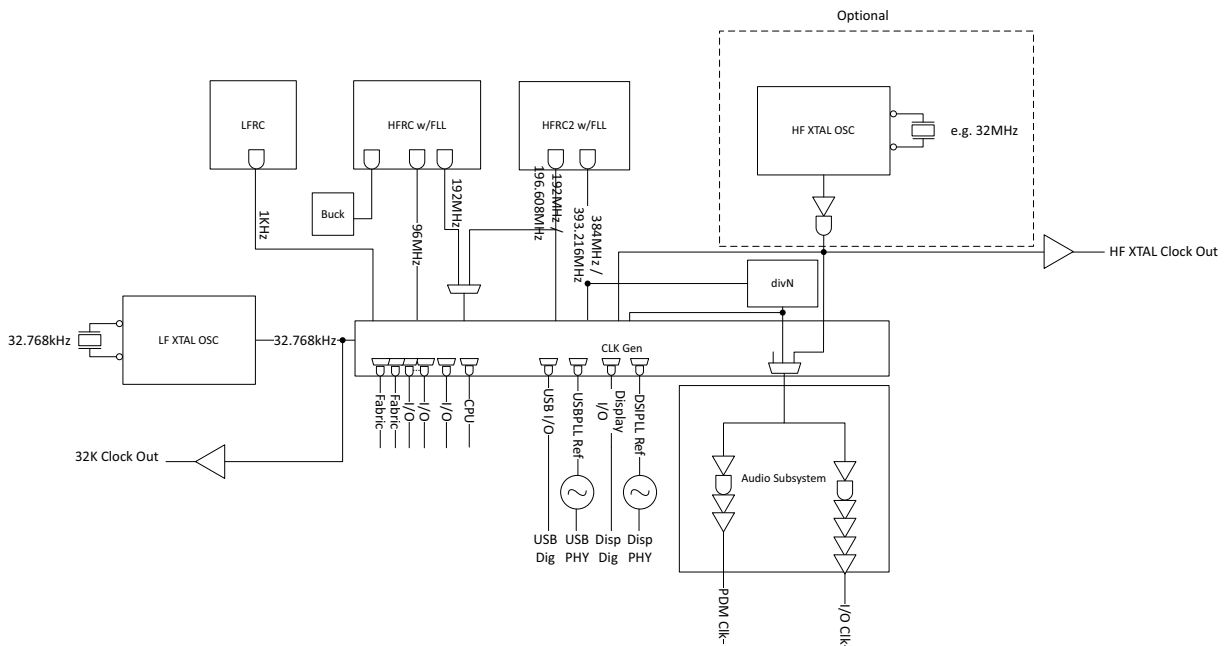 Optional
LFRC
HFRC w/FLL
HFRC2 w/FLL
HF XTAL OSC
e.g. 32MHz
Buck
1KHz
96MHz
192MHz
192MHz /
196.608MHz
384MHz /
393.216MHz
divN
HF XTAL Clock Out
32.768kHz
LF XTAL OSC
32.768kHz
CLK Gen
Fabric
Fabric
I/O
...
I/O
I/O
CPU
USB I/O
USBPLL Ref
Display
I/O
DSIPLL Ref
32K Clock Out
Audio Subsystem
USB
Dig
USB
PHY
Disp
Dig
Disp
PHY
PDM Clk
I/O Clk